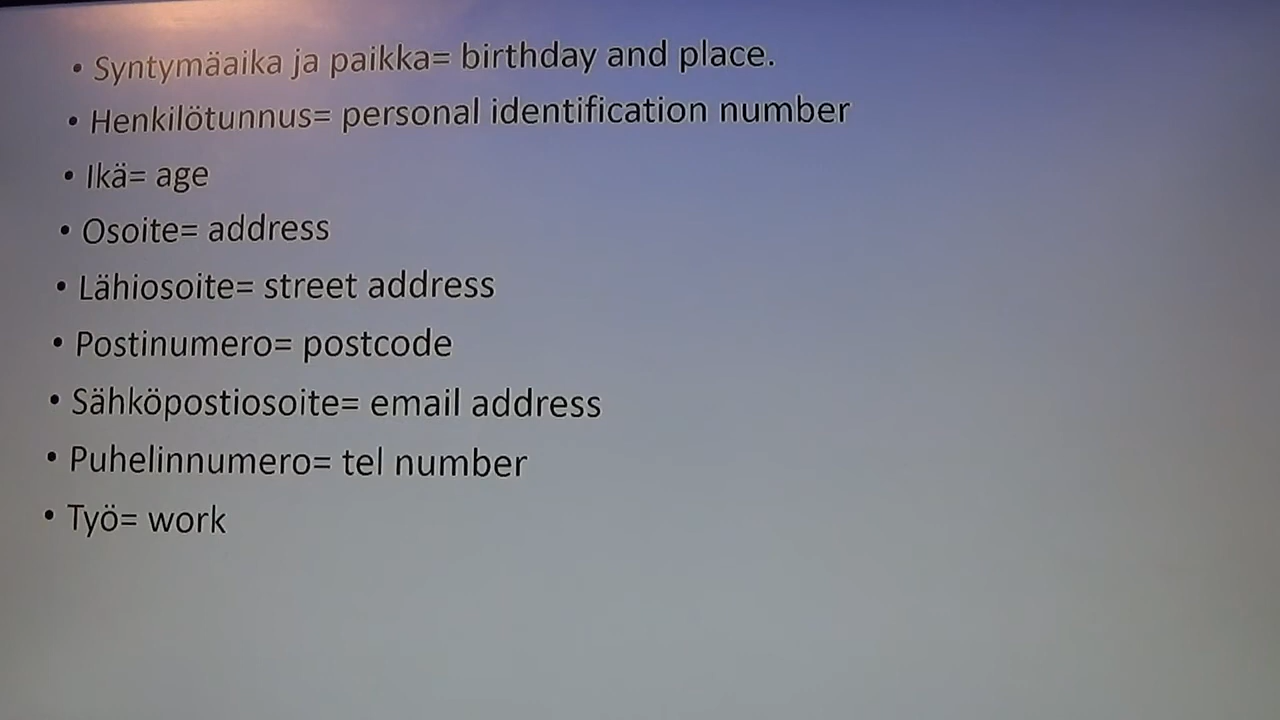 • Syntymäaika ja paikka= birthday and place.
• Henkilötunnus= personal identification number
• Ikä= age
• Osoite= address
• Lähiosoite= street address
• Postinumero= postcode
• Sähköpostiosoite= email address
• Puhelinnumero= tel number
• Työ= work